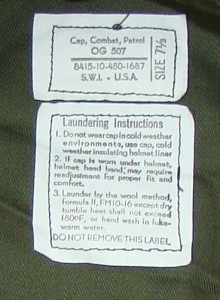 Cap, Combat, Patrol
OG 507
8415-10-480-1687
S.W.I. - U.S.A.
SIZE 7½
Laundering Instructions
1. Do not wear cap in cold weather
environments, use cap, cold
weather insulating helmet liner
2. If cap is worn under helmet,
helmet head band, may require
readjustment for proper fit and
comfort.
3. Launder by the wool method,
formula II, FM10-16 except dry
tumble heat shall not exceed
180°F, or hand wash in luke-
warm water.
DO NOT REMOVE THIS LABEL